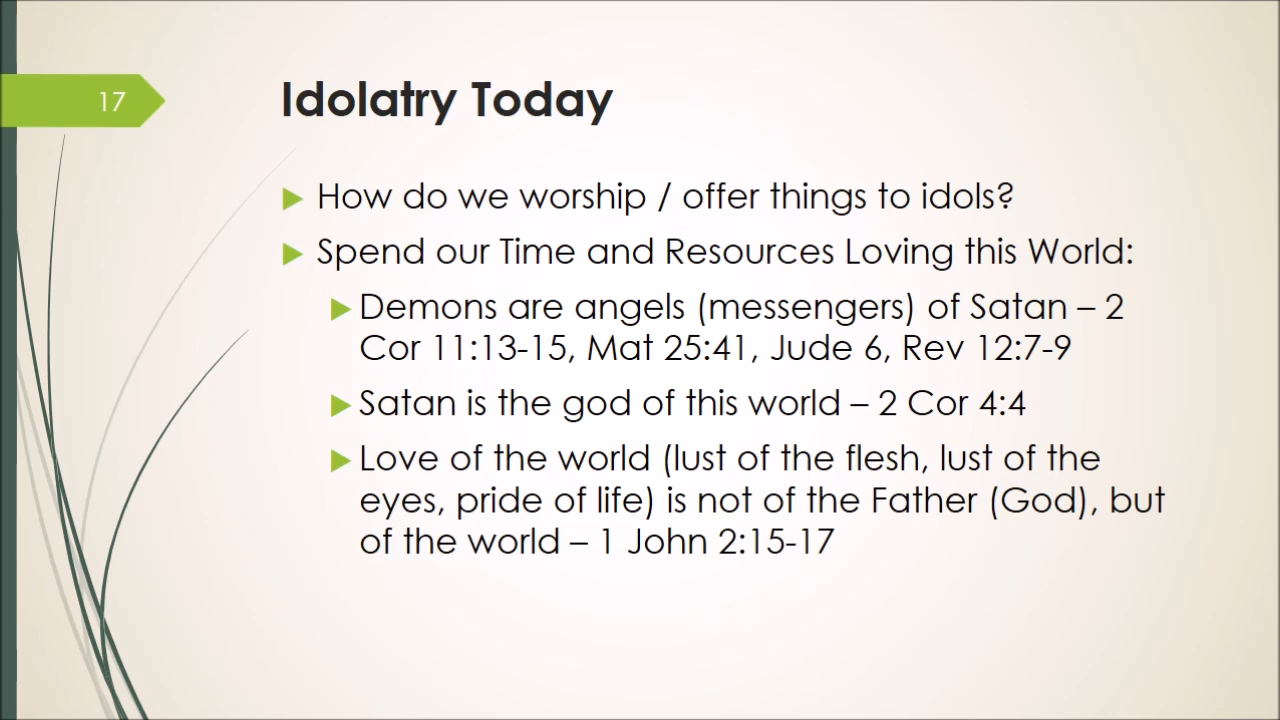 17
Idolatry Today
How do we worship / offer things to idols?
Spend our Time and Resources Loving this World:
Demons are angels (messengers) of Satan – 2
Cor 11:13-15, Mat 25:41, Jude 6, Rev 12:7-9
Satan is the god of this world – 2 Cor 4:4
Love of the world (lust of the flesh, lust of the
eyes, pride of life) is not of the Father (God), but
of the world – 1 John 2:15-17